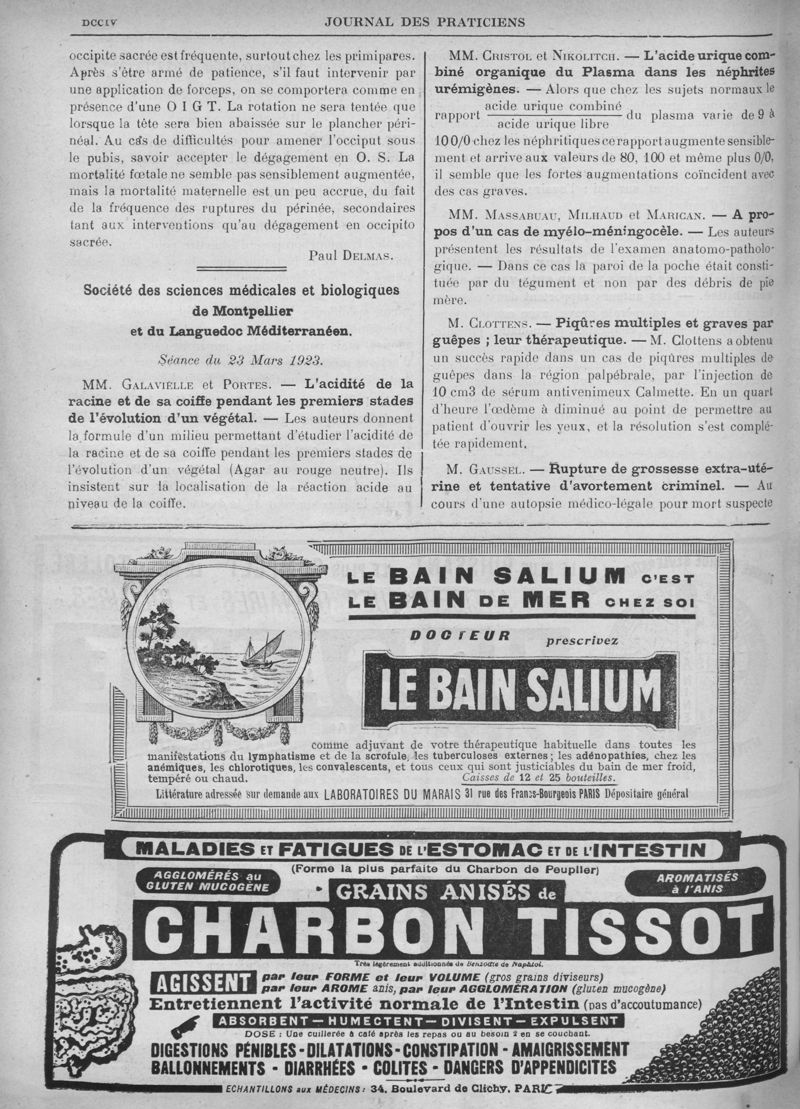 DCCLV
JOURNAL DES PRATICIENS
occipite sacrée est fréquente, surtout chez les primipares.
Après s'être armé de patience, s'il faut intervenir par
une application de forceps, on se comportera comme en
présence d'une O I G T. La rotation ne sera tentée que
lorsque la tête sera bien abaissée sur le plancher péri-
néal. Au cas de difficultés pour amener l'occiput sous
le pubis, savoir accepter le dégagement en O. S. La
mortalité fœtale ne semble pas sensiblement augmentée,
mais la mortalité maternelle est un peu accrue, du fait
de la fréquence des ruptures du périnée, secondaires
tant aux interventions qu'au dégagement en occipito
sacrée.
Paul DELMAS.
Société des sciences médicales et biologiques
de Montpellier
et du Languedoc Méditerranéen.
Séance du 23 Mars 1923.
MM. GALAVIELLE et PORTES. — L'acidité de la
racine et de sa coiffe pendant les premiers stades
de l'évolution d'un végétal. — Les auteurs donnent
la formule d'un milieu permettant d'étudier l'acidité de
la racine et de sa coiffe pendant les premiers stades de
l'évolution d'un végétal (Agar au rouge neutre). Ils
insistent sur la localisation de la réaction acide au
niveau de la coiffe.
MM. CRISTOL et NIKOLITCH. — L'acide urique com-
biné organique du Plasma dans les néphrites
urémigènes. — Alors que chez les sujets normaux le
rapport acide urique combiné / acide urique libre du plasma varie de 9 à
10 0/0 chez les néphritiques ce rapport augmente sensible-
ment et arrive aux valeurs de 80, 100 et même plus 0/0,
il semble que les fortes augmentations coïncident avec
des cas graves.
MM. MASSABUAU, MILHAUD et MARICAN. — A pro-
pos d'un cas de myélo-méningocèle. — Les auteurs
présentent les résultats de l'examen anatomo-patholo-
gique. — Dans ce cas la paroi de la poche était consti-
tuée par du tégument et non par des débris de pie
mère.
M. CLOTTENS. — Piqûres multiples et graves par
guêpes ; leur thérapeutique. — M. Clottens a obtenu
un succès rapide dans un cas de piqûres multiples de
guêpes dans la région palpébrale, par l'injection de
10 cm3 de sérum antivenimeux Calmette. En un quart
d'heure l'œdème à diminué au point de permettre au
patient d'ouvrir les yeux, et la résolution s'est complé-
tée rapidement.
M. GAUSSEL. — Rupture de grossesse extra-uté-
rine et tentative d'avortement criminel. — Au
cours d'une autopsie médico-légale pour mort suspecte
LE BAIN SALIUM C'EST
LE BAIN DE MER CHEZ SOI
DOCTEUR prescrivez
LE BAIN SALIUM
comme adjuvant de votre thérapeutique habituelle dans toutes les
manifestations du lymphatisme et de la scrofule, les tuberculoses externes ; les adénopathies, chez les
anémiques, les chlorotiques, les convalescents, et tous ceux qui sont justiciables du bain de mer froid,
tempéré ou chaud. Caisses de 12 et 25 bouteilles.
Littérature adressée sur demande aux LABORATOIRES DU MARAIS 31 rue des Francs-Bourgeois PARIS Dépositaire général
MALADIES ET FATIGUES DE L'ESTOMAC ET DE L'INTESTIN
(Forme la plus parfaite du Charbon de Peuplier)
AGGLOMÉRÉS au
GLUTEN MUCOGÈNE
AROMATISÉS
à l'ANIS
GRAINS ANISÉS de
CHARBON TISSOT
Très légèrement additionnés de Benzoate de Naphtol.
AGISSENT
par leur FORME et leur VOLUME (gros grains diviseurs)
par leur AROME anis, par leur AGGLOMÉRATION (gluten mucogène)
Entretiennent l'activité normale de l'Intestin (pas d'accoutumance)
ABSORBENT — HUMECTENT — DIVISENT — EXPULSENT
DOSE : Une cuillerée à café après les repas ou au besoin 2 en se couchant.
DIGESTIONS PÉNIBLES - DILATATIONS - CONSTIPATION - AMAIGRISSEMENT
BALLONNEMENTS - DIARRHÉES - COLITES - DANGERS D'APPENDICITES
ECHANTILLONS aux MÉDECINS : 34, Boulevard de Clichy, PARIS